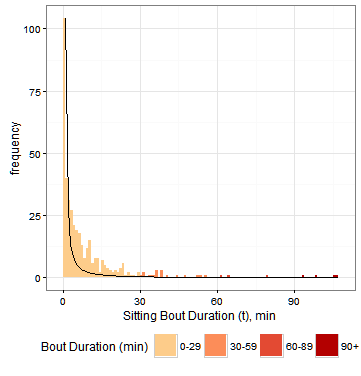 100
75
50
25
0
frequency
0 30 60 90
Sitting Bout Duration (t), min
Bout Duration (min) 0-29 30-59 60-89 90+